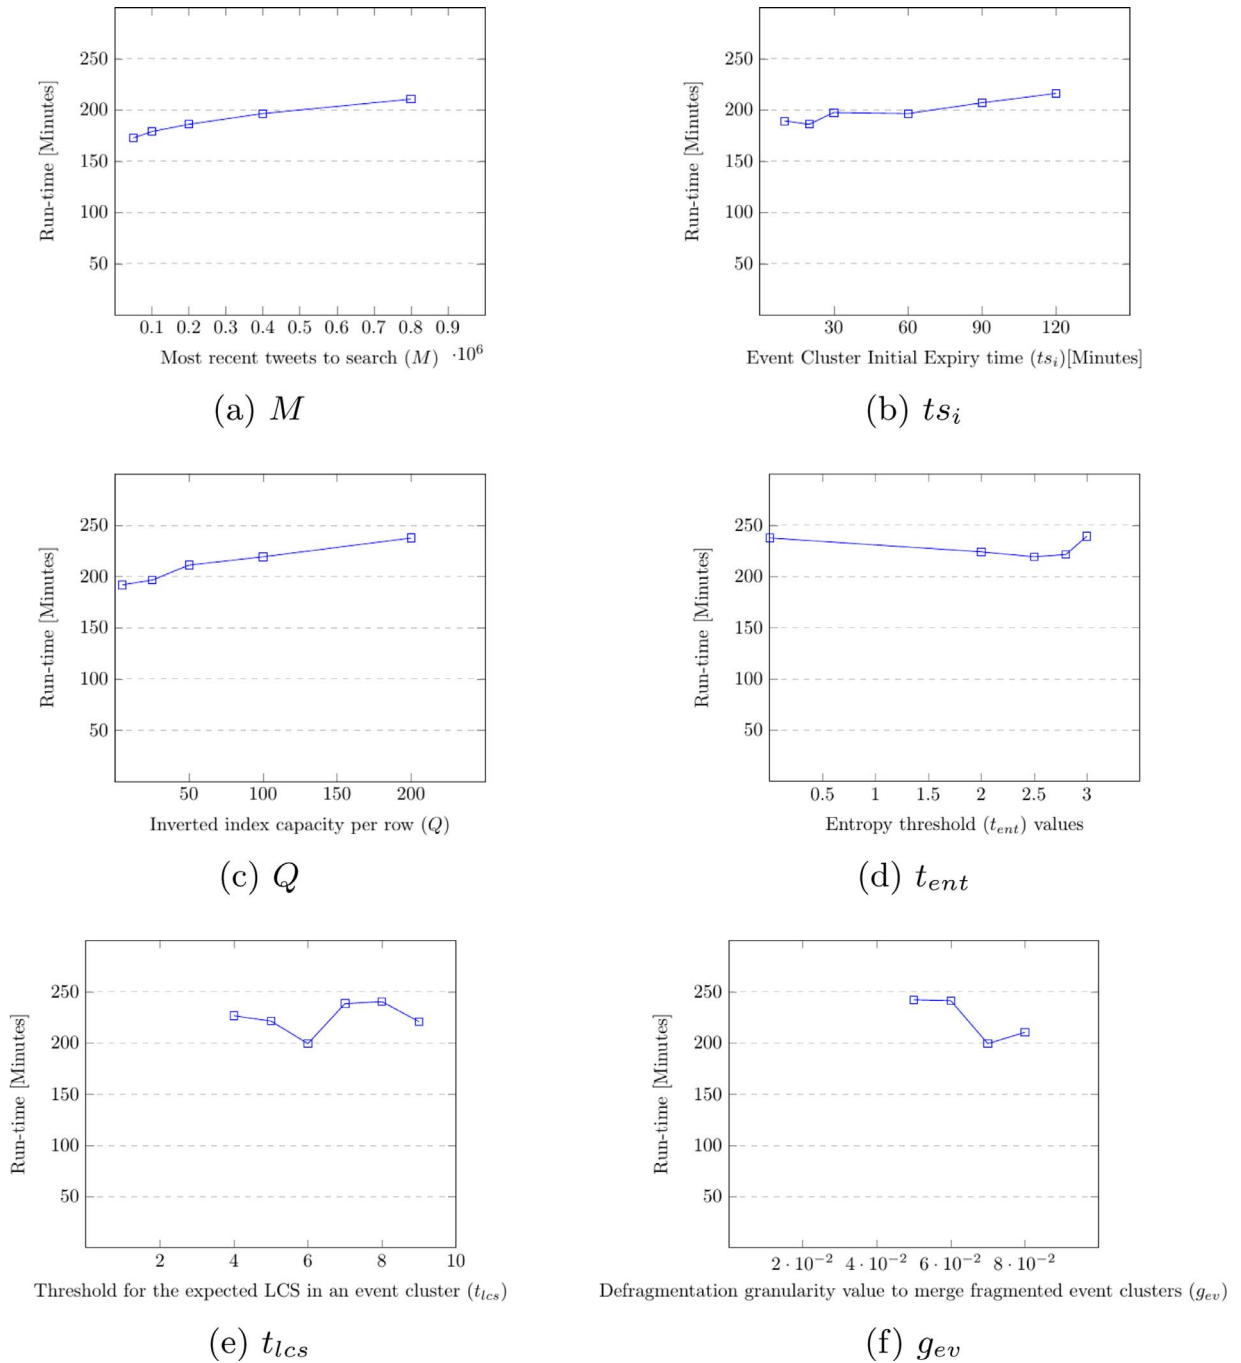 250
200
150
100
50
Run-time [Minutes]
0.1 0.2 0.3 0.4 0.5 0.6 0.7 0.8 0.9
Most recent tweets to search (M) ·10^6
(a) M
250
200
150
100
50
Run-time [Minutes]
30 60 90 120
Event Cluster Initial Expiry time (ts_i)[Minutes]
(b) ts_i
250
200
150
100
50
Run-time [Minutes]
50 100 150 200
Inverted index capacity per row (Q)
(c) Q
250
200
150
100
50
Run-time [Minutes]
0.5 1 1.5 2 2.5 3
Entropy threshold (t_ent) values
(d) t_ent
250
200
150
100
50
Run-time [Minutes]
2 4 6 8 10
Threshold for the expected LCS in an event cluster (t_lcs)
(e) t_lcs
250
200
150
100
50
Run-time [Minutes]
2 · 10^-2 4 · 10^-2 6 · 10^-2 8 · 10^-2
Defragmentation granularity value to merge fragmented event clusters (g_ev)
(f) g_ev